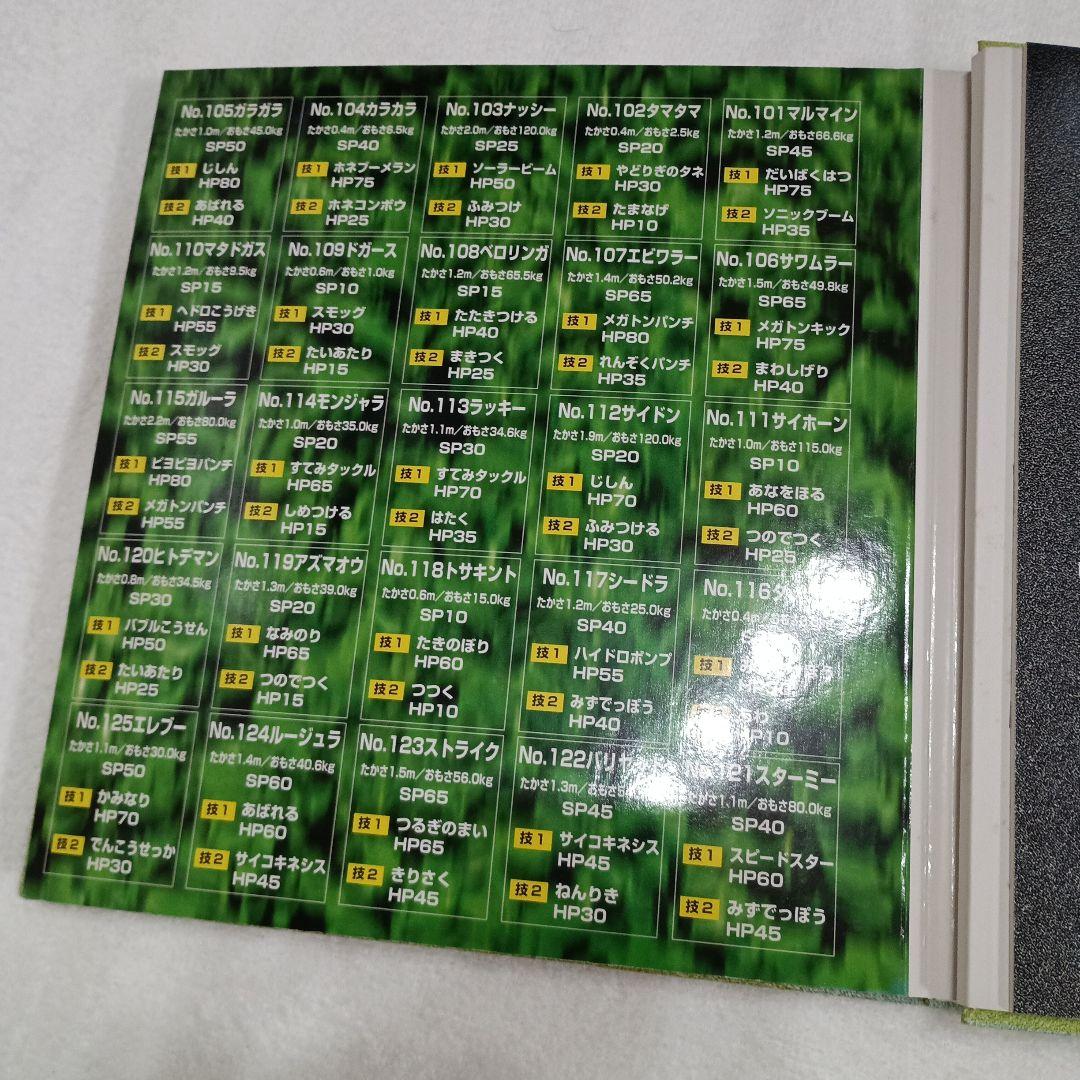 No.105ガラガラ
たかさ1.0m/おもさ45.0kg
SP50
技1 じしん
HP80
技2 あばれる
HP40
No.104カラカラ
たかさ0.4m/おもさ6.5kg
SP40
技1 ホネブーメラン
HP75
技2 ホネコンボウ
HP25
No.103ナッシー
たかさ2.0m/おもさ120.0kg
SP25
技1 ソーラービーム
HP50
技2 ふみつけ
HP30
No.102タマタマ
たかさ0.4m/おもさ2.5kg
SP20
技1 やどりぎのタネ
HP30
技2 たまなげ
HP10
No.101マルマイン
たかさ1.2m/おもさ66.6kg
SP45
技1 だいばくはつ
HP75
技2 ソニックブーム
HP35
No.110マタドガス
たかさ1.2m/おもさ9.5kg
SP15
技1 ヘドロこうげき
HP55
技2 スモッグ
HP30
No.109ドガース
たかさ0.6m/おもさ1.0kg
SP10
技1 スモッグ
HP30
技2 たいあたり
HP15
No.108ベロリンガ
たかさ1.2m/おもさ65.5kg
SP15
技1 たたきつける
HP40
技2 まきつく
HP25
No.107エビワラー
たかさ1.4m/おもさ50.2kg
SP65
技1 メガトンパンチ
HP80
技2 れんぞくパンチ
HP35
No.106サワムラー
たかさ1.5m/おもさ49.8kg
SP65
技1 メガトンキック
HP75
技2 まわしげり
HP40
No.115ガルーラ
たかさ2.2m/おもさ80.0kg
SP55
技1 ピヨピヨパンチ
HP80
技2 メガトンパンチ
HP55
No.114モンジャラ
たかさ1.0m/おもさ35.0kg
SP20
技1 すてみタックル
HP65
技2 しめつける
HP15
No.113ラッキー
たかさ1.1m/おもさ34.6kg
SP30
技1 すてみタックル
HP70
技2 はたく
HP35
No.112サイドン
たかさ1.9m/おもさ120.0kg
SP20
技1 じしん
HP70
技2 ふみつける
HP30
No.111サイホーン
たかさ1.0m/おもさ115.0kg
SP10
技1 あなをほる
HP60
技2 つのでつく
HP25
No.120ヒトデマン
たかさ0.8m/おもさ34.5kg
SP30
技1 バブルこうせん
HP50
技2 たいあたり
HP25
No.119アズマオウ
たかさ1.3m/おもさ39.0kg
SP20
技1 なみのり
HP65
技2 つのでつく
HP15
No.118トサキント
たかさ0.6m/おもさ15.0kg
SP10
技1 たきのぼり
HP60
技2 つつく
HP10
No.117シードラ
たかさ1.2m/おもさ25.0kg
SP40
技1 ハイドロポンプ
HP55
技2 みずでっぽう
HP40
No.116タ
たかさ0.4m
No.125エレブー
たかさ1.1m/おもさ30.0kg
SP50
技1 かみなり
HP70
技2 でんこうせっか
HP30
No.124ルージュラ
たかさ1.4m/おもさ40.6kg
SP60
技1 あばれる
HP60
技2 サイコキネシス
HP45
No.123ストライク
たかさ1.5m/おもさ56.0kg
SP65
技1 つるぎのまい
HP65
技2 きりさく
HP45
No.122バリ
たかさ1.3m/おもさ
SP45
技1 サイコキネシス
HP45
技2 ねんりき
HP30
121スターミー
たかさ1.1m/おもさ80.0kg
SP40
技1 スピードスター
HP60
技2 みずでっぽう
HP45